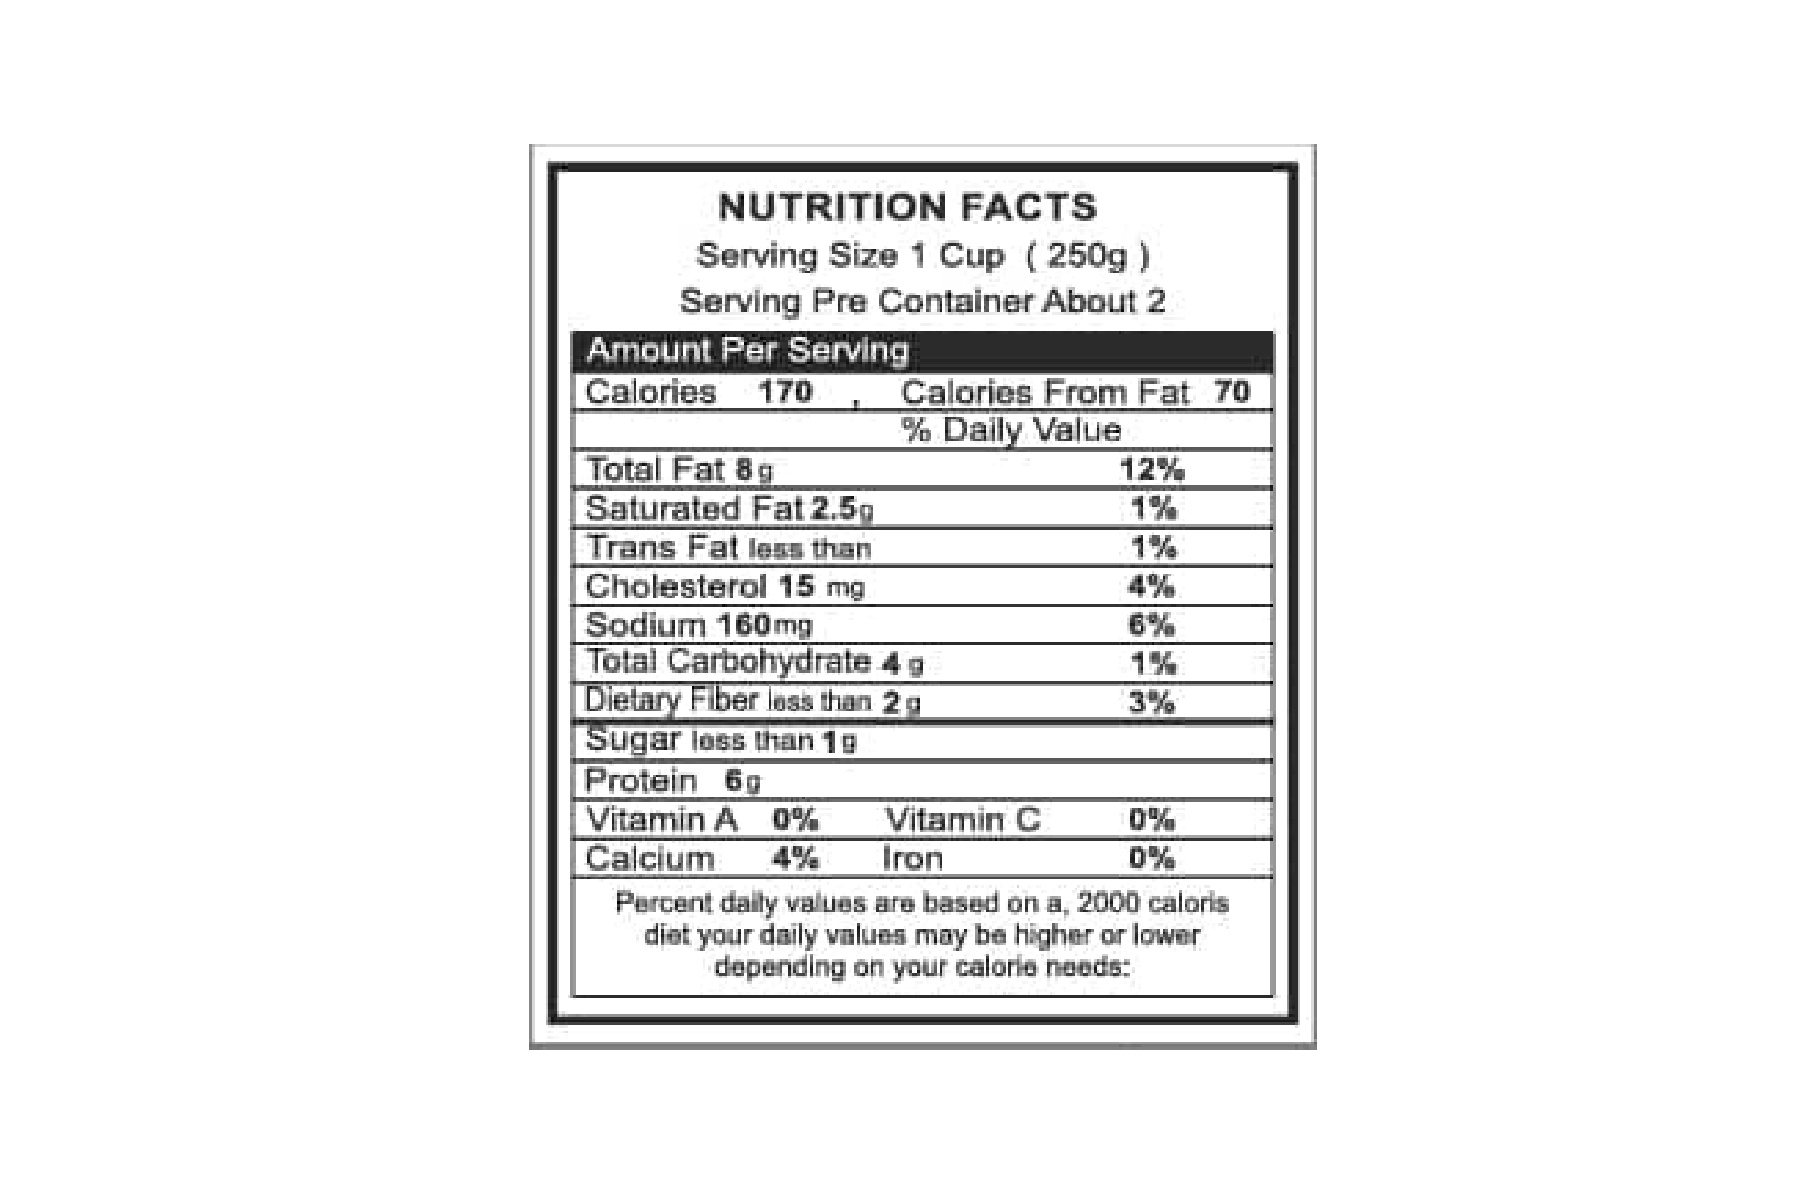 NUTRITION FACTS
Serving Size 1 Cup ( 250g )
Serving Pre Container About 2
Amount Per Serving
Calories 170 , Calories From Fat 70
% Daily Value
Total Fat 8g 12%
Saturated Fat 2.5g 1%
Trans Fat less than 1%
Cholesterol 15 mg 4%
Sodium 160mg 6%
Total Carbohydrate 4 g 1%
Dietary Fiber less than 2 g 3%
Sugar less than 1g
Protein 6g
Vitamin A 0% Vitamin C 0%
Calcium 4% Iron 0%
Percent daily values are based on a, 2000 caloris
diet your daily values may be higher or lower
depending on your calorie needs: